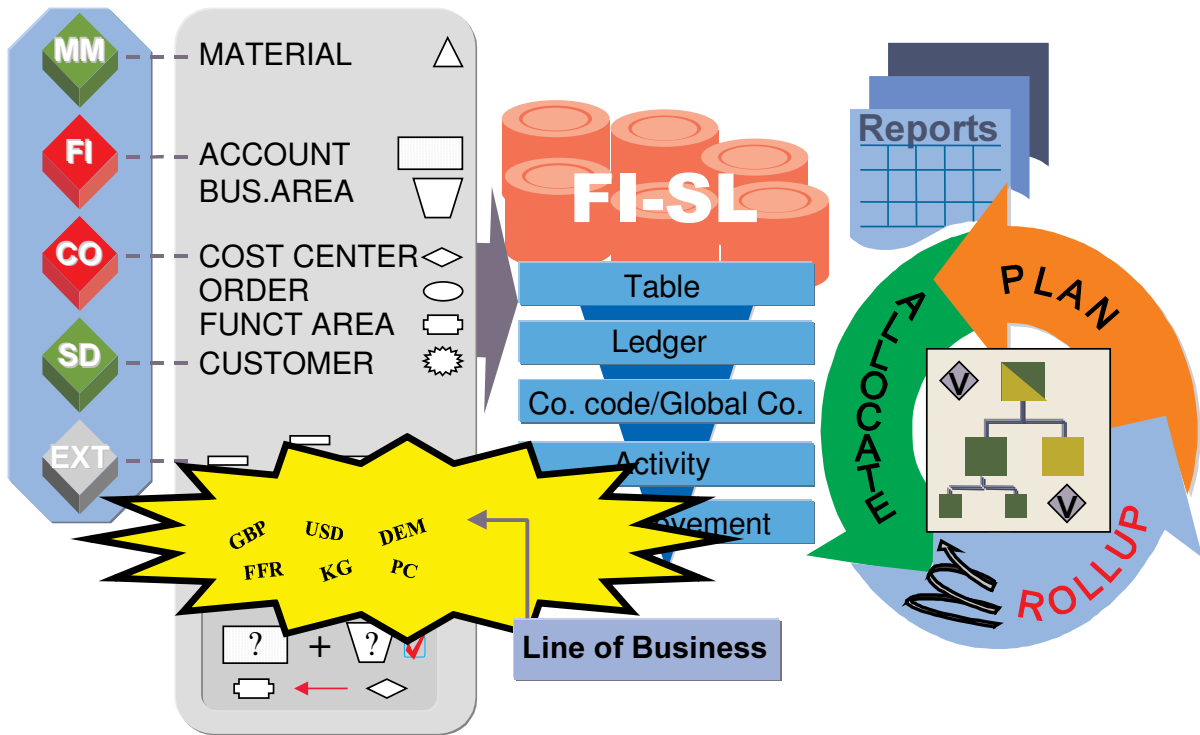 MM
MATERIAL
FI
ACCOUNT
BUS.AREA
CO
COST CENTER
ORDER
FUNCT AREA
SD
CUSTOMER
EXT
GBP USD DEM
FFR KG PC
? + ?
Line of Business
FI-SL
Table
Ledger
Co. code/Global Co.
Activity
ovement
Reports
PLAN
ALLOCATE
ROLLUP
V
V